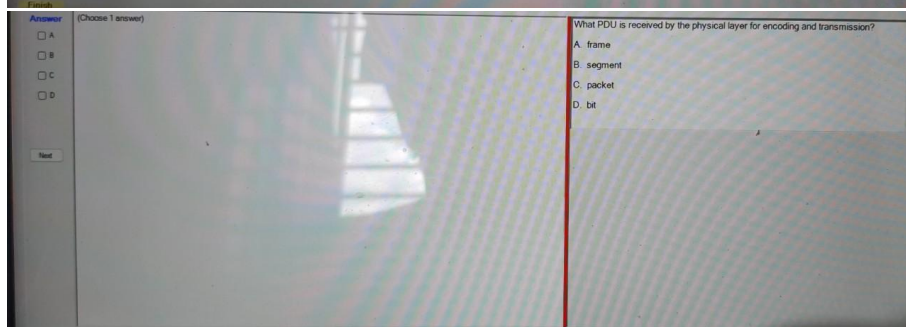 Finish
Answer
(Choose 1 answer)
A
B
C
D
Next
What PDU is received by the physical layer for encoding and transmission?
A. frame
B. segment
C. packet
D. bit